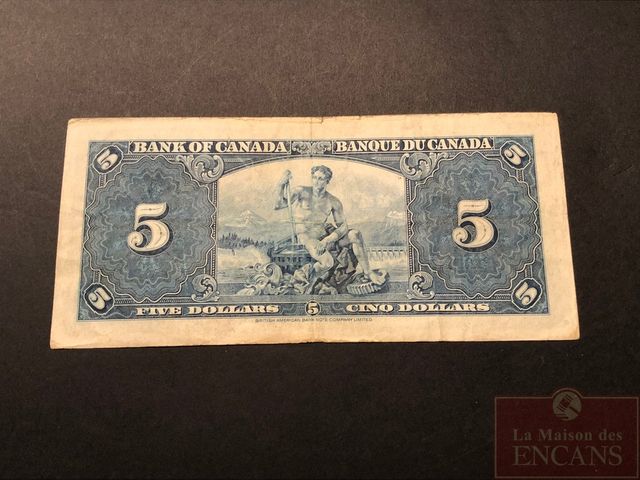 BANK OF CANADA BANQUE DU CANADA
5 5
5 5
5 5
FIVE DOLLARS 5 CINQ DOLLARS
BRITISH AMERICAN BANK NOTE COMPANY LIMITED
La Maison des
ENCANS